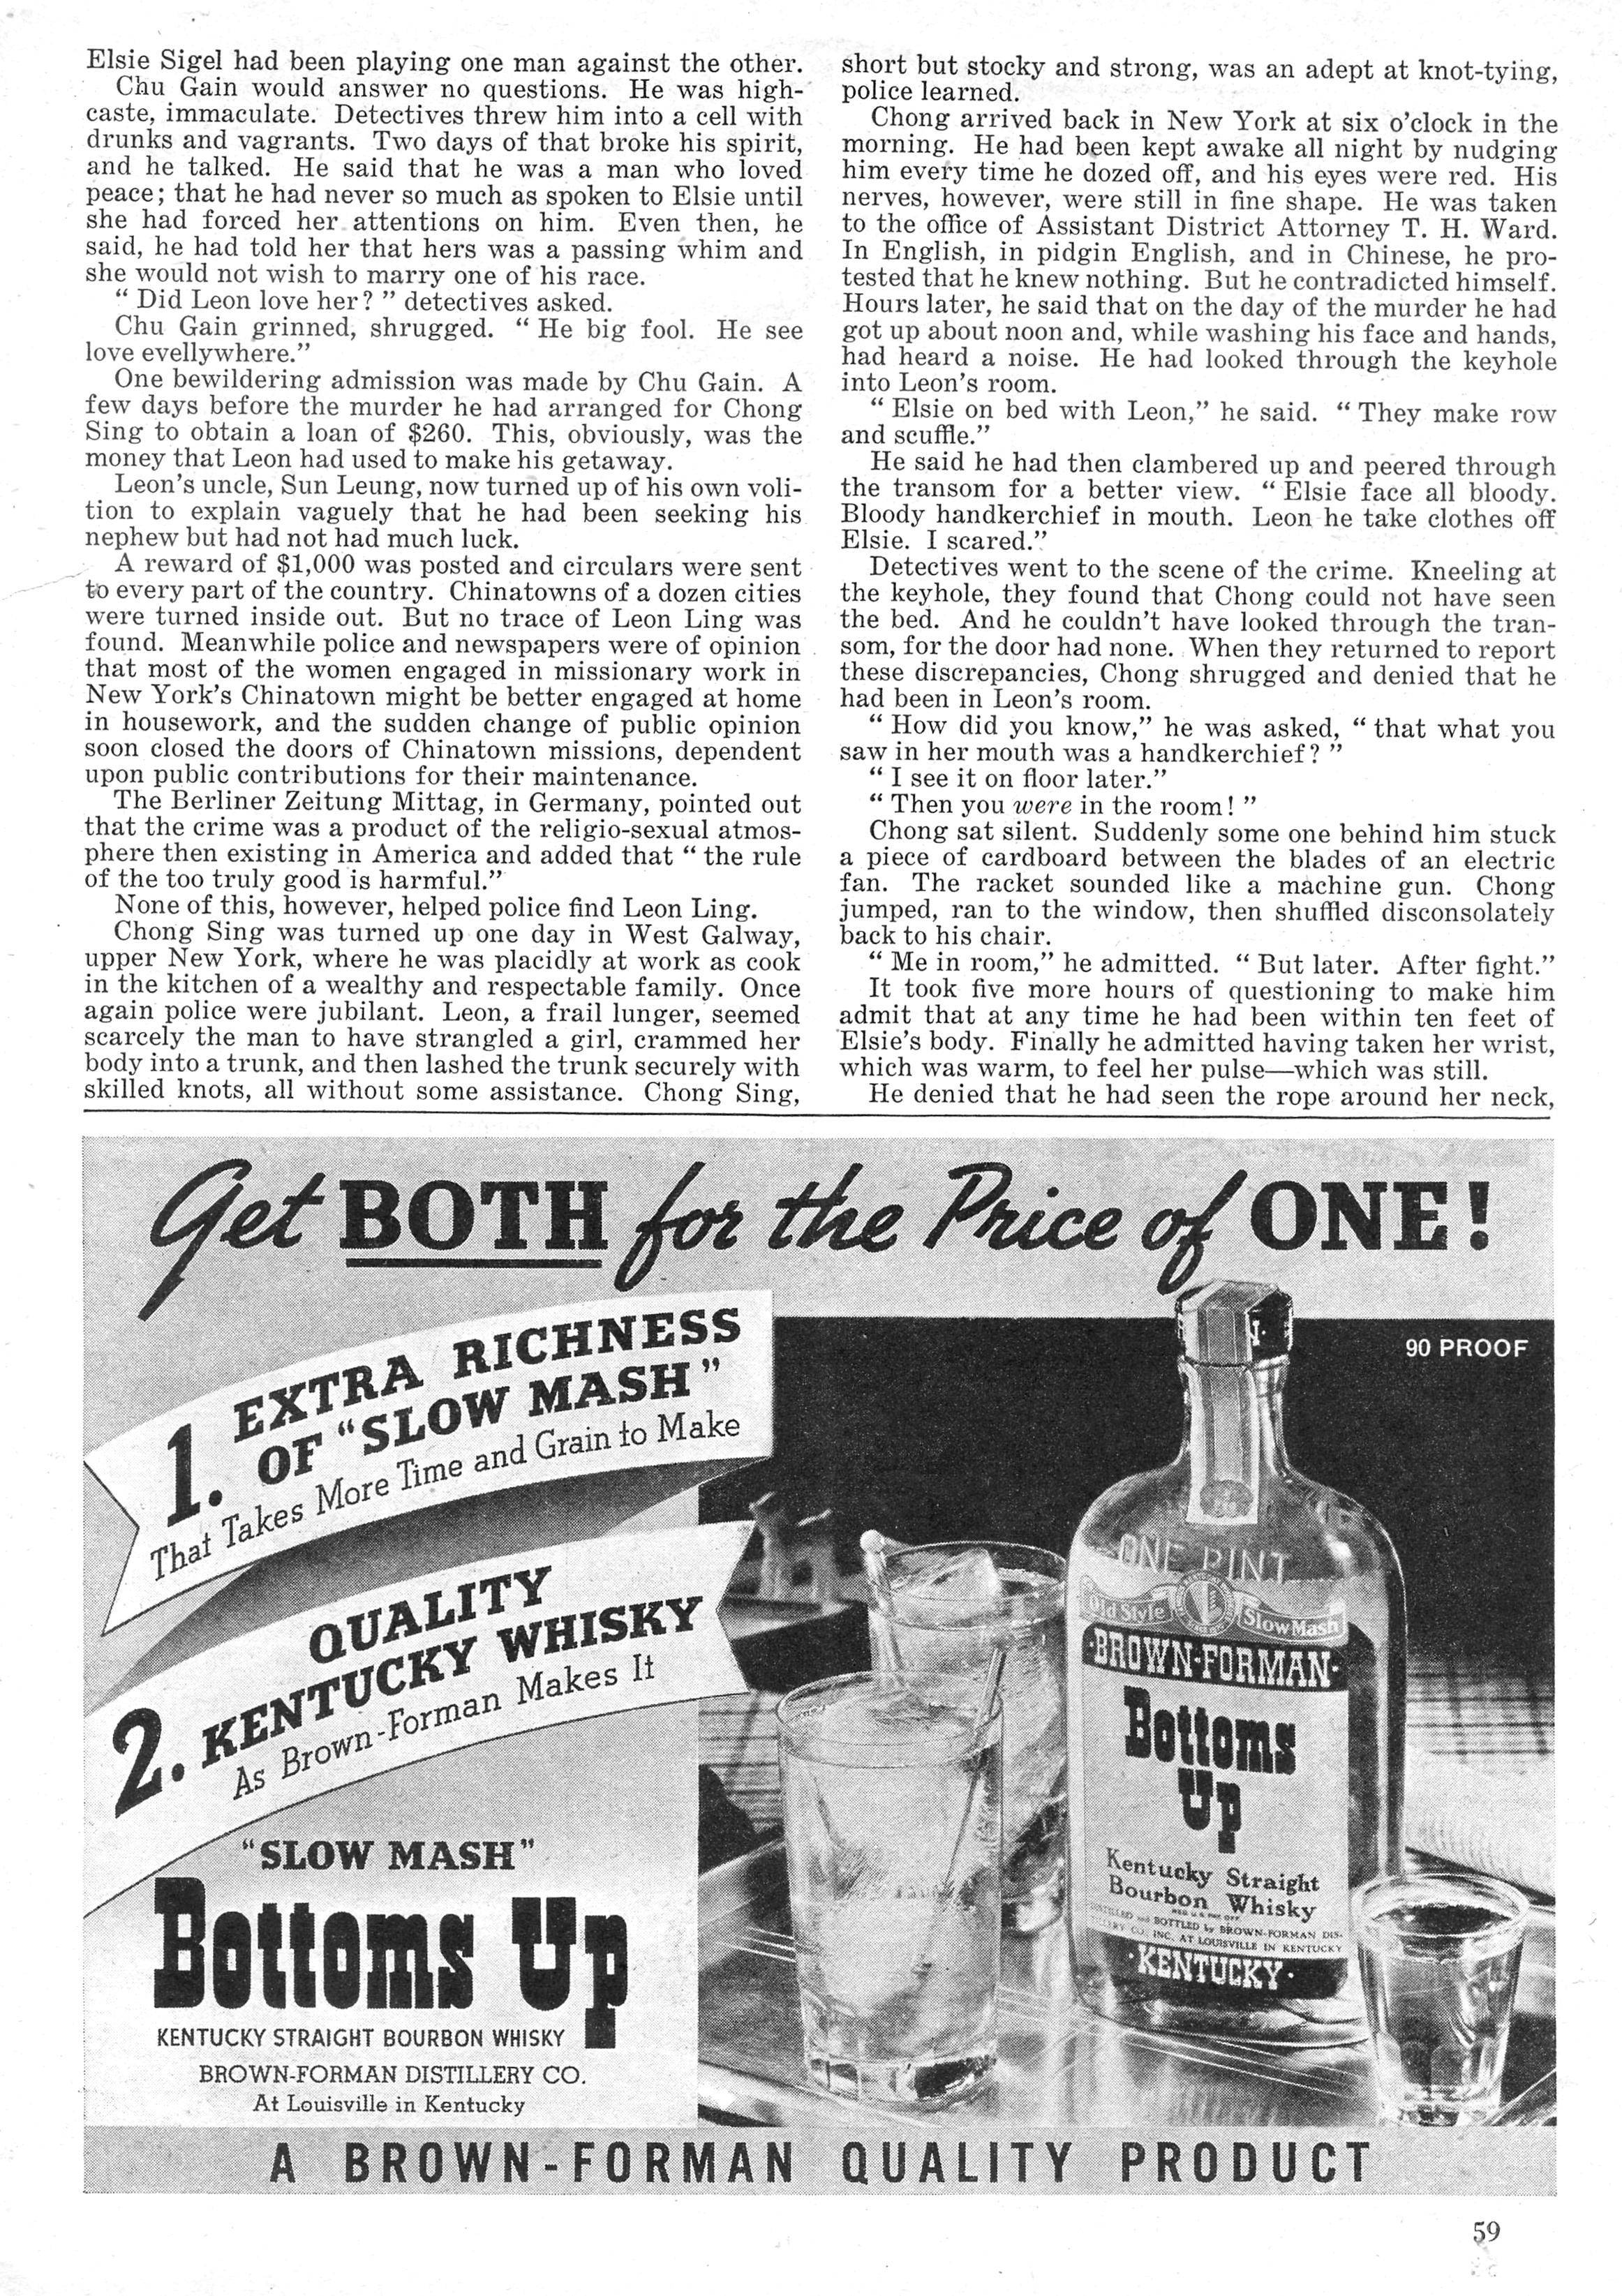 Elsie Sigel had been playing one man against the other.
Chu Gain would answer no questions. He was high-
caste, immaculate. Detectives threw him into a cell with
drunks and vagrants. Two days of that broke his spirit,
and he talked. He said that he was a man who loved
peace; that he had never so much as spoken to Elsie until
she had forced her attentions on him. Even then, he
said, he had told her that hers was a passing whim and
she would not wish to marry one of his race.
“ Did Leon love her? ” detectives asked.
Chu Gain grinned, shrugged. “ He big fool. He see
love evellywhere.”
One bewildering admission was made by Chu Gain. A
few days before the murder he had arranged for Chong
Sing to obtain a loan of $260. This, obviously, was the
money that Leon had used to make his getaway.
Leon’s uncle, Sun Leung, now turned up of his own voli-
tion to explain vaguely that he had been seeking his
nephew but had not had much luck.
A reward of $1,000 was posted and circulars were sent
to every part of the country. Chinatowns of a dozen cities
were turned inside out. But no trace of Leon Ling was
found. Meanwhile police and newspapers were of opinion
that most of the women engaged in missionary work in
New York’s Chinatown might be better engaged at home
in housework, and the sudden change of public opinion
soon closed the doors of Chinatown missions, dependent
upon public contributions for their maintenance.
The Berliner Zeitung Mittag, in Germany, pointed out
that the crime was a product of the religio-sexual atmos-
phere then existing in America and added that “ the rule
of the too truly good is harmful.”
None of this, however, helped police find Leon Ling.
Chong Sing was turned up one day in West Galway,
upper New York, where he was placidly at work as cook
in the kitchen of a wealthy and respectable family. Once
again police were jubilant. Leon, a frail lunger, seemed
scarcely the man to have strangled a girl, crammed her
body into a trunk, and then lashed the trunk securely with
skilled knots, all without some assistance. Chong Sing,
short but stocky and strong, was an adept at knot-tying,
police learned.
Chong arrived back in New York at six o’clock in the
morning. He had been kept awake all night by nudging
him every time he dozed off, and his eyes were red. His
nerves, however, were still in fine shape. He was taken
to the office of Assistant District Attorney T. H. Ward.
In English, in pidgin English, and in Chinese, he pro-
tested that he knew nothing. But he contradicted himself.
Hours later, he said that on the day of the murder he had
got up about noon and, while washing his face and hands,
had heard a noise. He had looked through the keyhole
into Leon’s room.
“ Elsie on bed with Leon,” he said. “ They make row
and scuffle.”
He said he had then clambered up and peered through
the transom for a better view. “ Elsie face all bloody.
Bloody handkerchief in mouth. Leon he take clothes off
Elsie. I scared.”
Detectives went to the scene of the crime. Kneeling at
the keyhole, they found that Chong could not have seen
the bed. And he couldn’t have looked through the tran-
som, for the door had none. When they returned to report
these discrepancies, Chong shrugged and denied that he
had been in Leon’s room.
“ How did you know,” he was asked, “ that what you
saw in her mouth was a handkerchief? ”
“ I see it on floor later.”
“ Then you were in the room! ”
Chong sat silent. Suddenly some one behind him stuck
a piece of cardboard between the blades of an electric
fan. The racket sounded like a machine gun. Chong
jumped, ran to the window, then shuffled disconsolately
back to his chair.
“ Me in room,” he admitted. “ But later. After fight.”
It took five more hours of questioning to make him
admit that at any time he had been within ten feet of
Elsie’s body. Finally he admitted having taken her wrist,
which was warm, to feel her pulse—which was still.
He denied that he had seen the rope around her neck,
Get BOTH for the Price of ONE!
1. EXTRA RICHNESS
OF “SLOW MASH”
That Takes More Time and Grain to Make
2. QUALITY
KENTUCKY WHISKY
As Brown-Forman Makes It
“SLOW MASH”
Bottoms Up
KENTUCKY STRAIGHT BOURBON WHISKY
BROWN-FORMAN DISTILLERY CO.
At Louisville in Kentucky
90 PROOF
ONE PINT
Old Style Slow Mash
BROWN-FORMAN
Bottoms
Up
Kentucky Straight
Bourbon Whisky
DISTILLED and BOTTLED by BROWN-FORMAN DIS-
TILLERY CO. INC. AT LOUISVILLE IN KENTUCKY
KENTUCKY
A BROWN-FORMAN QUALITY PRODUCT
59